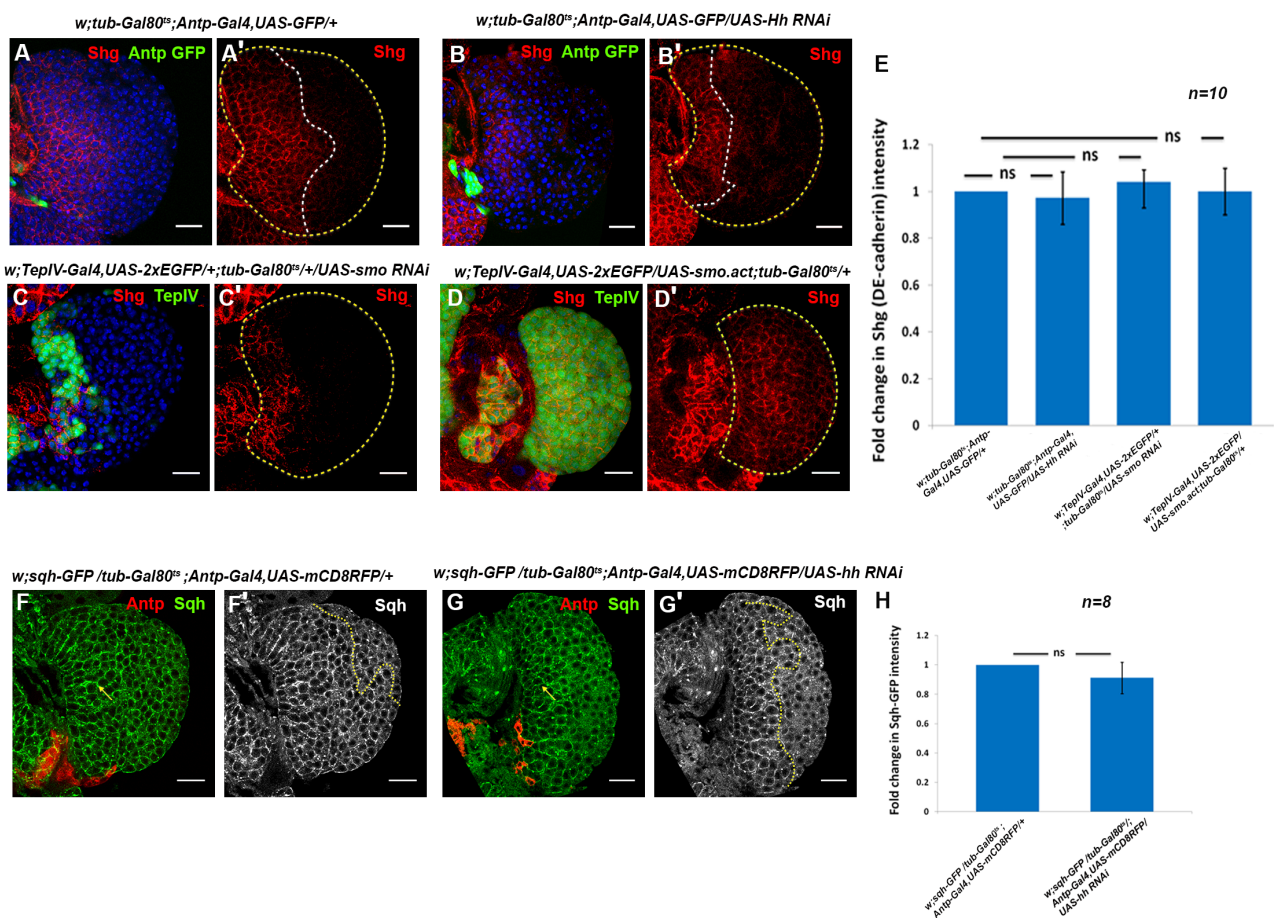 w;tub-Gal80ts;Antp-Gal4,UAS-GFP/+
w;tub-Gal80ts;Antp-Gal4,UAS-GFP/UAS-Hh RNAi
A Shg Antp GFP
A' Shg
B Shg Antp GFP
B' Shg
w;TepIV-Gal4,UAS-2xEGFP/+;tub-Gal80ts/+/UAS-smo RNAi
w;TepIV-Gal4,UAS-2xEGFP/UAS-smo.act;tub-Gal80ts/+
C Shg TepIV
C' Shg
D Shg TepIV
D' Shg
E
n=10
ns
ns
ns
ns
Fold change in Shg (DE-cadherin) intensity
1.2
1
0.8
0.6
0.4
0.2
0
w;tub-Gal80ts;Antp-
Gal4,UAS-GFP/+
w;tub-Gal80ts;Antp-Gal4,
UAS-GFP/UAS-Hh RNAi
w;TepIV-Gal4,UAS-2xEGFP/+
;tub-Gal80ts/UAS-smo RNAi
w;TepIV-Gal4,UAS-2xEGFP/
UAS-smo.act;tub-Gal80ts/+
w;sqh-GFP /tub-Gal80ts ;Antp-Gal4,UAS-mCD8RFP/+
w;sqh-GFP /tub-Gal80ts;Antp-Gal4,UAS-mCD8RFP/UAS-hh RNAi
F Antp Sqh
F' Sqh
G Antp Sqh
G' Sqh
H
n=8
ns
Fold change in Sqh-GFP intensity
1.2
1
0.8
0.6
0.4
0.2
0
w;sqh-GFP /tub-Gal80ts ;
Antp-Gal4,UAS-mCD8RFP/+
w;sqh-GFP /tub-Gal80ts/;
Antp-Gal4,UAS-mCD8RFP/
UAS-hh RNAi